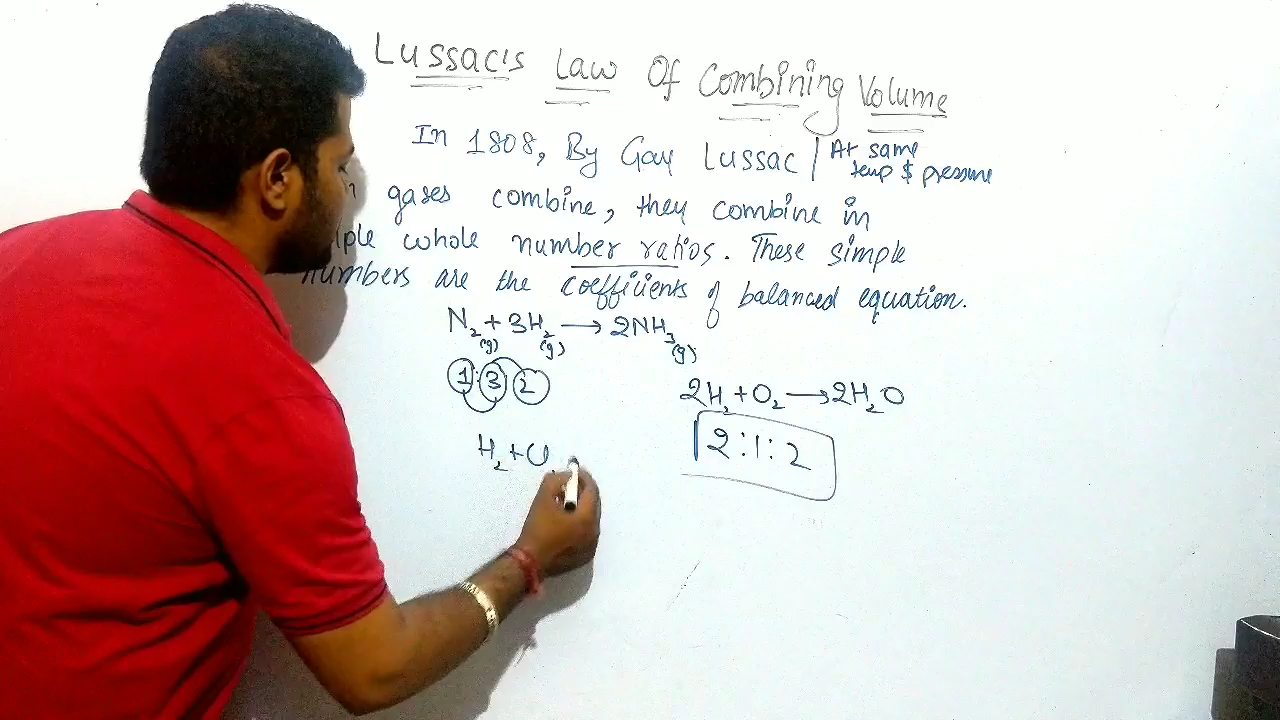 Lussac's Law Of Combining Volume
In 1808, By Gay Lussac | At same
temp & pressure
gases combine, they combine in
whole number ratios. These simple
numbers are the coefficients of balanced equation.
N₂(g) + 3H₂(g) → 2NH₃(g)
1 : 3 2
2H₂ + O₂ → 2H₂O
2 : 1 : 2
H₂ +